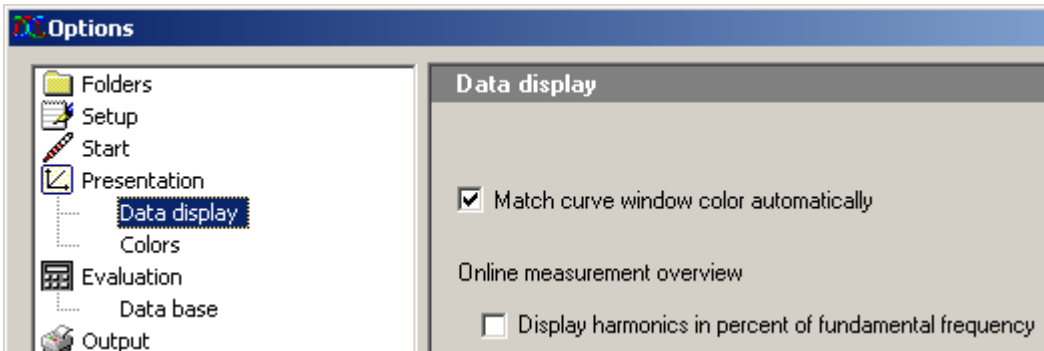 Options
Folders
Setup
Start
Presentation
Data display
Colors
Evaluation
Data base
Output
Data display
Match curve window color automatically
Online measurement overview
Display harmonics in percent of fundamental frequency